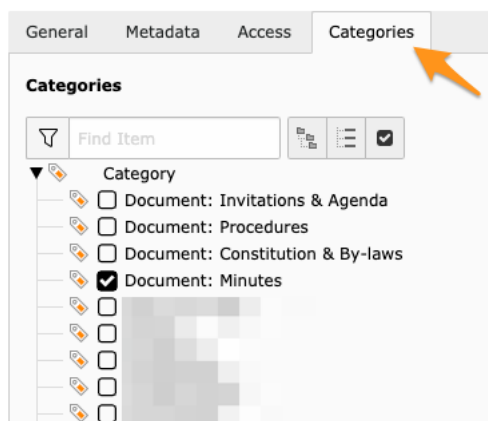 General Metadata Access Categories
Categories
Find Item
Category
Document: Invitations & Agenda
Document: Procedures
Document: Constitution & By-laws
Document: Minutes